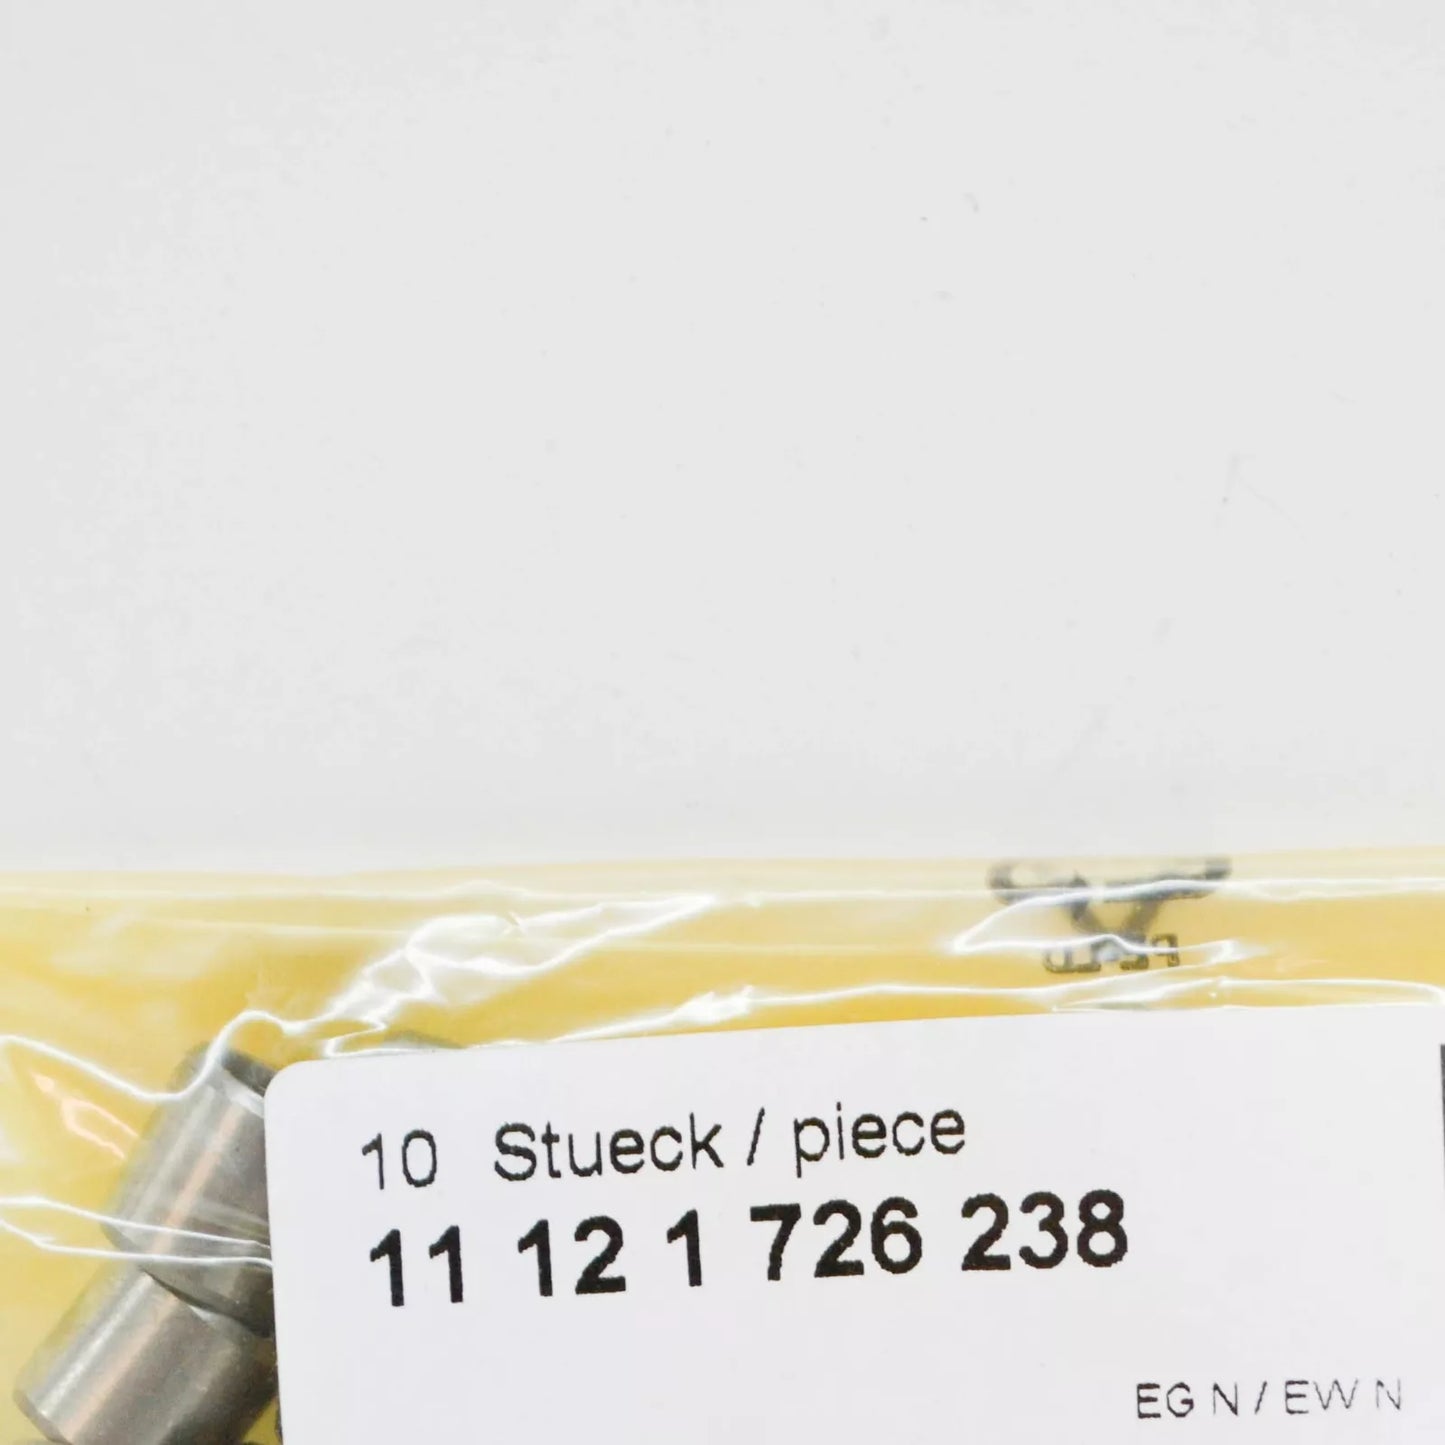 10 Stueck / piece
11 12 1 726 238
EG N / EW N